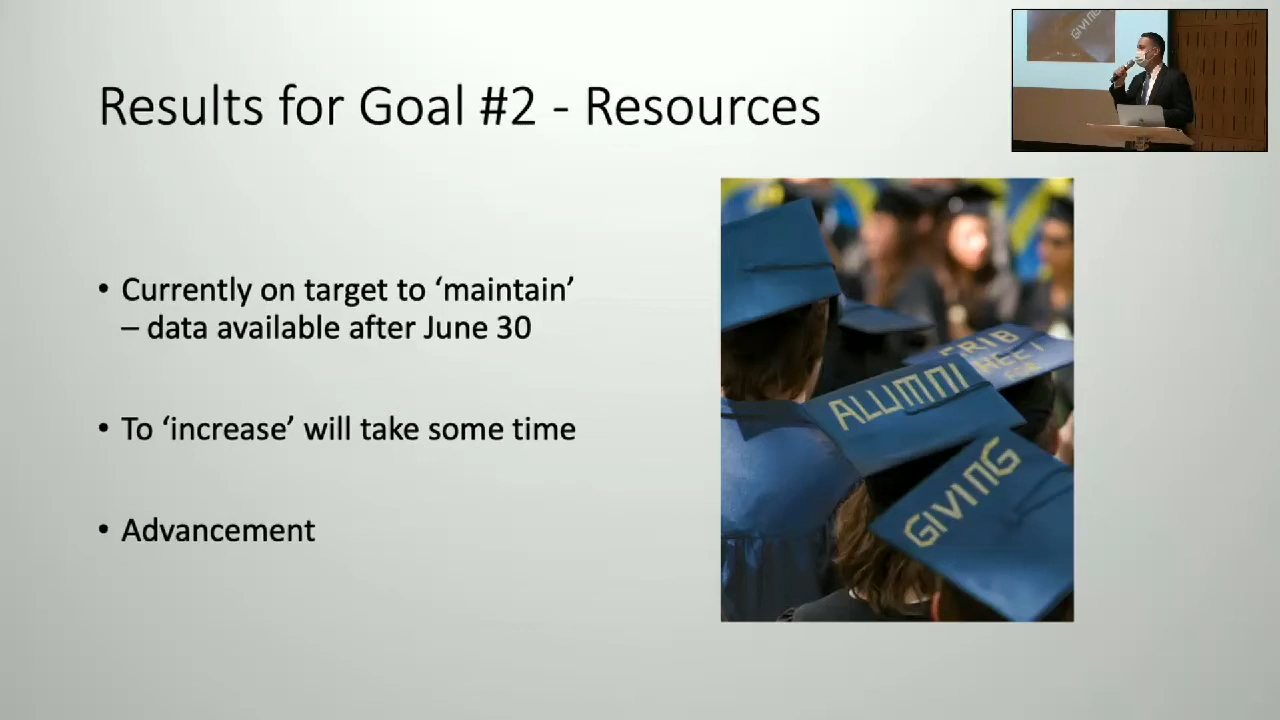 Results for Goal #2 - Resources
GIVING
• Currently on target to ‘maintain’
– data available after June 30
• To ‘increase’ will take some time
• Advancement
ALUMNI
GIVING